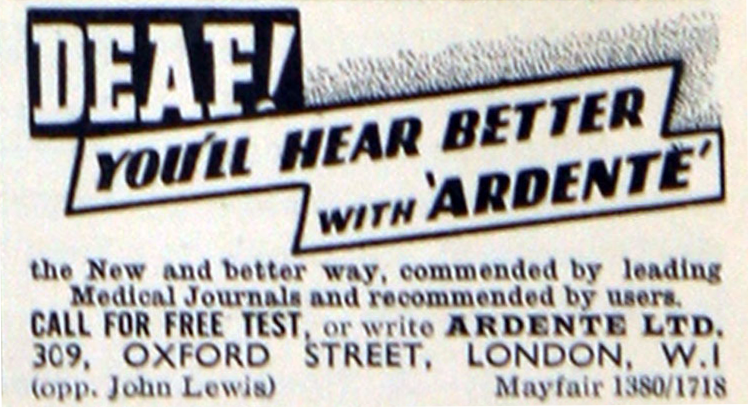 DEAF!
YOU'LL HEAR BETTER
WITH 'ARDENTE'
the New and better way, commended by leading
Medical Journals and recommended by users.
CALL FOR FREE TEST, or write ARDENTE LTD.
309, OXFORD STREET, LONDON, W.1
(opp. John Lewis) Mayfair 1380/1718